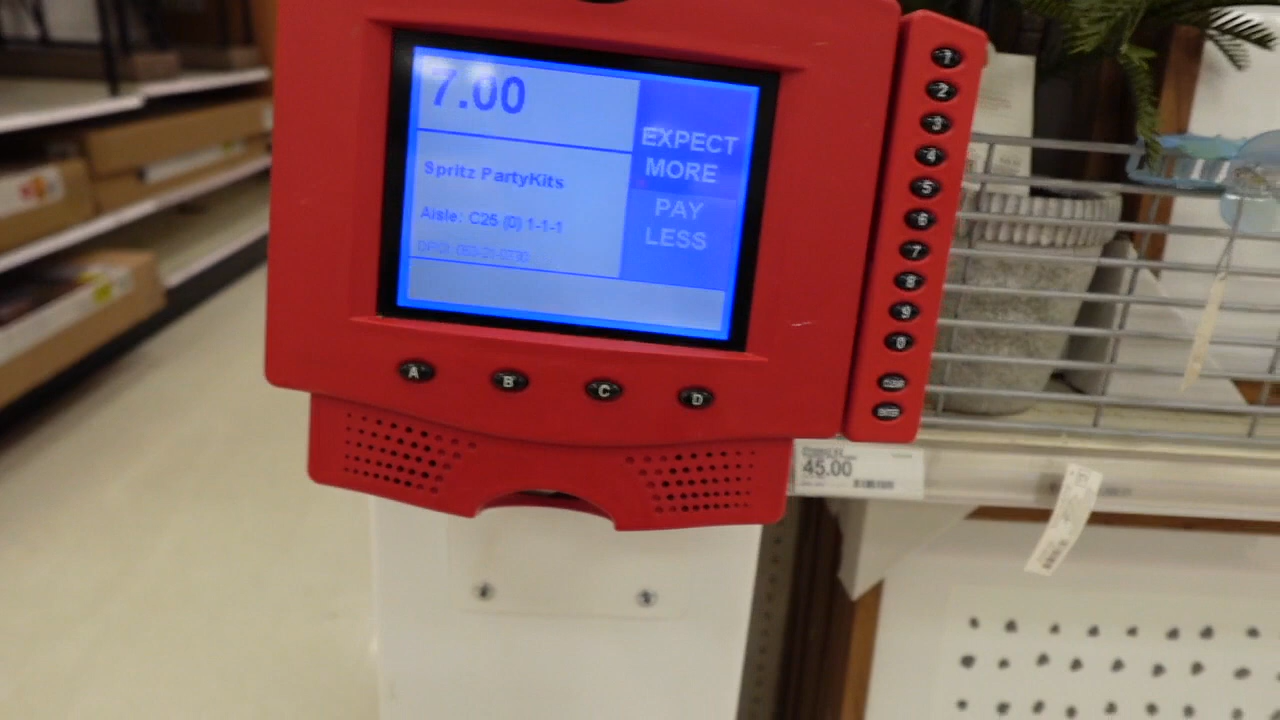 7.00
Spritz PartyKits
Aisle: C25 (0) 1-1-1
EXPECT
MORE
PAY
LESS
1
2
3
4
5
6
7
8
9
0
A
B
C
D
45.00